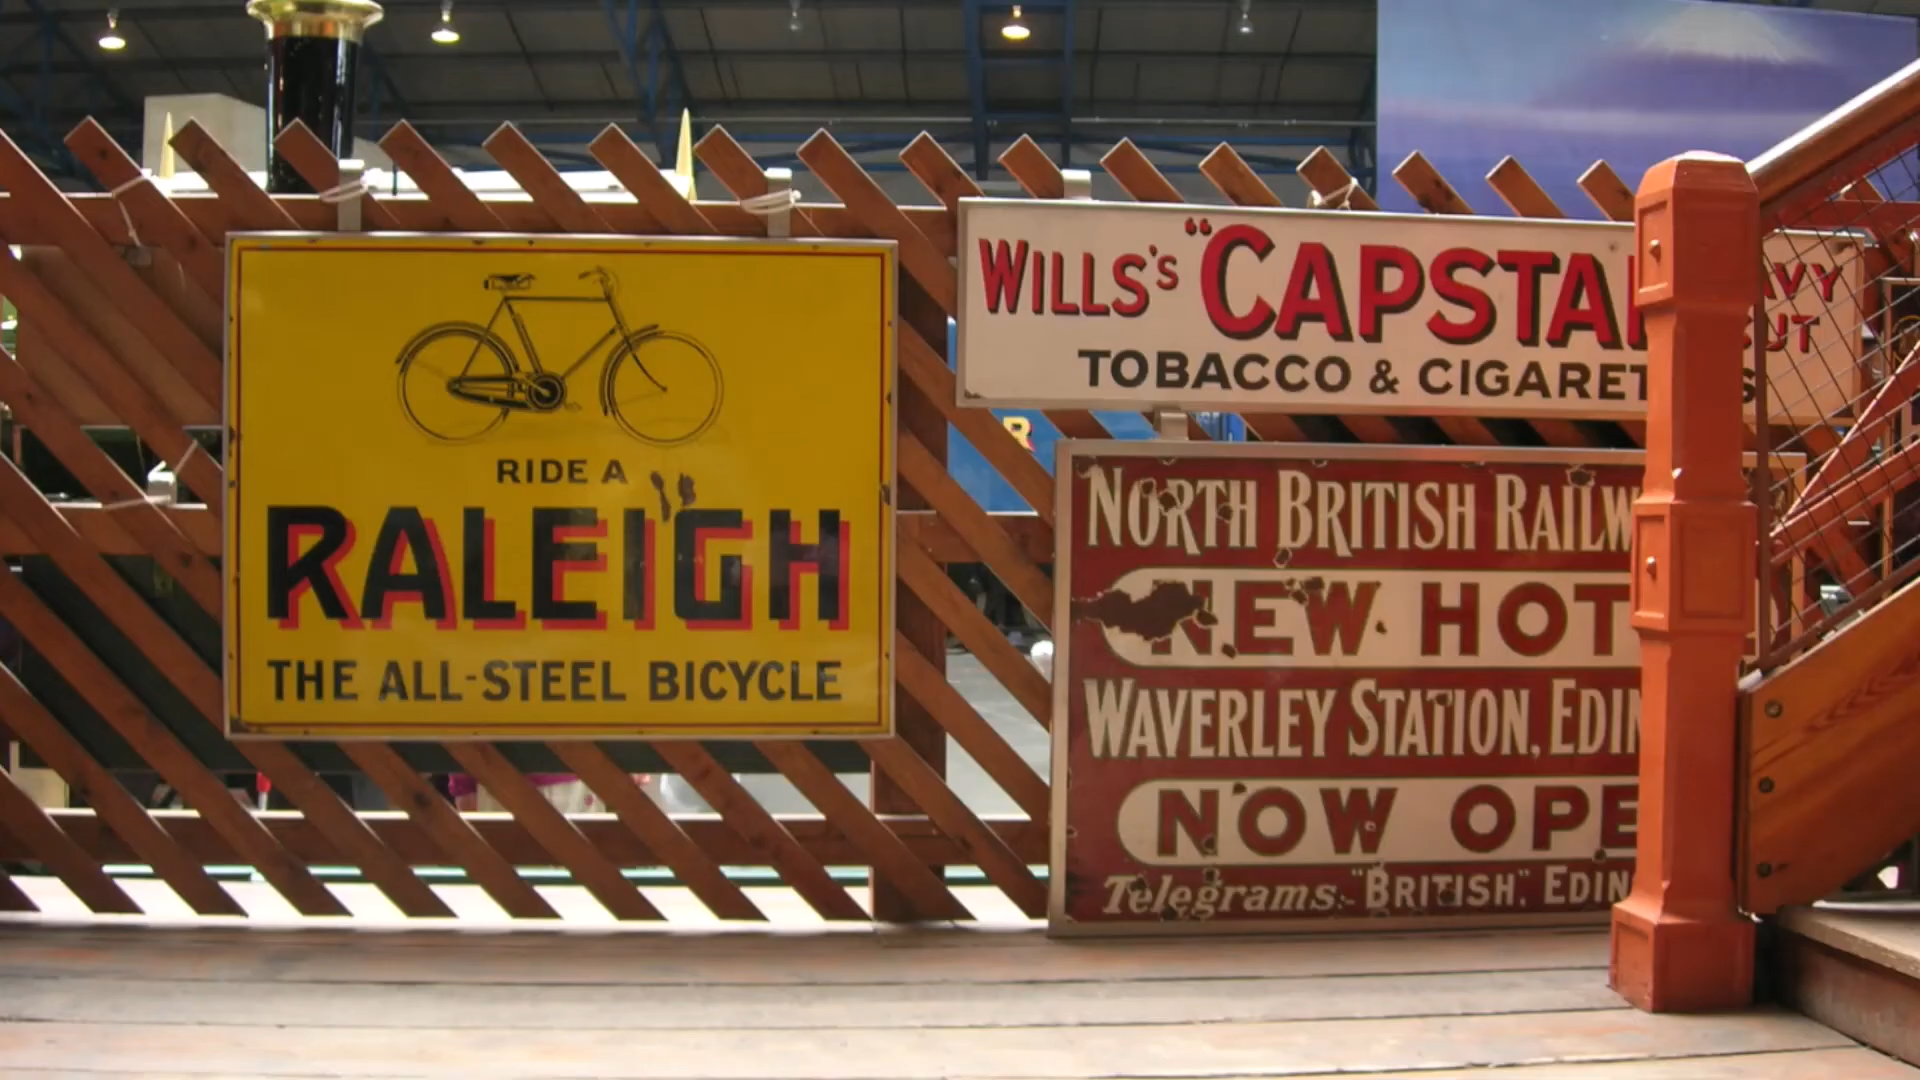 RIDE A
RALEIGH
THE ALL-STEEL BICYCLE
WILLS'S "CAPSTA
TOBACCO & CIGARET
NORTH BRITISH RAILW
NEW HOT
WAVERLEY STATION, EDIN
NOW OPE
Telegrams:- "BRITISH", EDIN